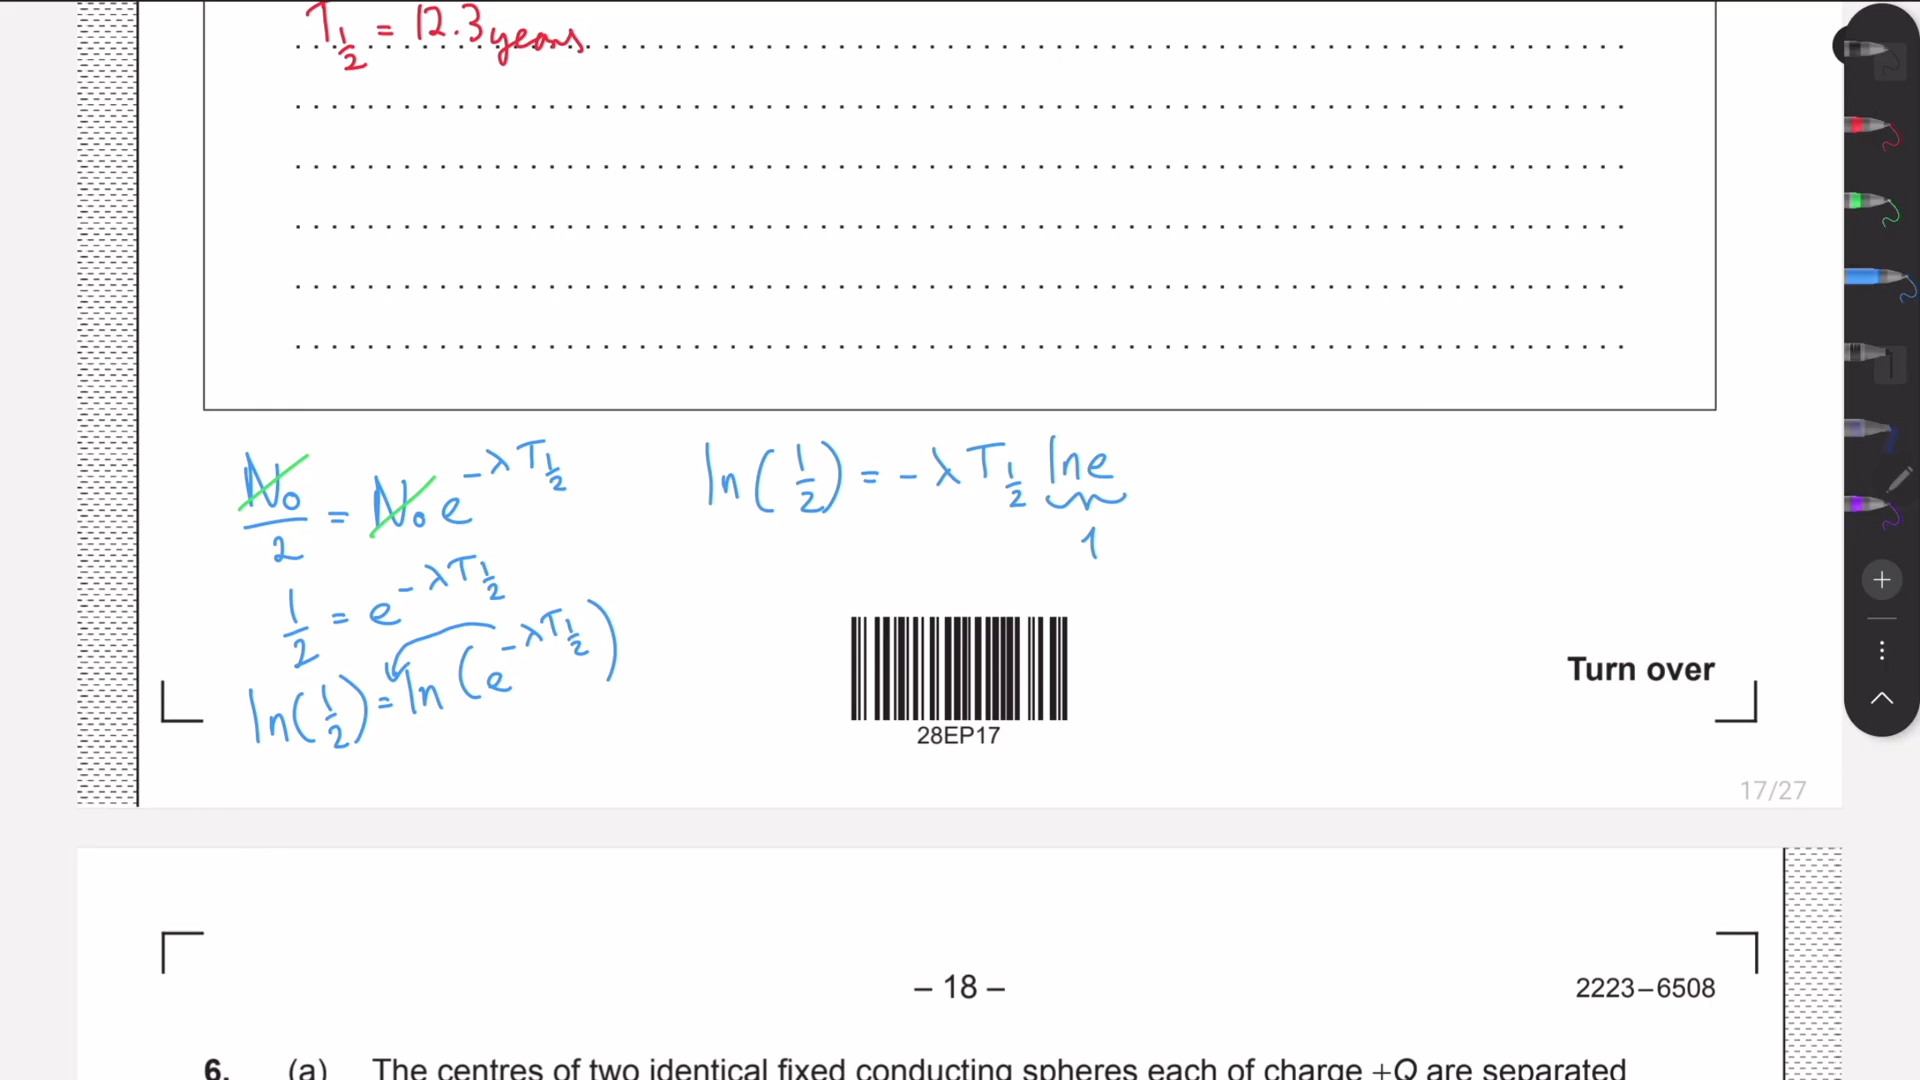 T½ = 12.3 years
N₀/2 = N₀ e^(-λT½)
1/2 = e^(-λT½)
ln(1/2) = ln(e^(-λT½))
ln(1/2) = -λT½ ln e
1
28EP17
Turn over
17/27
– 18 –
2223–6508
6. (a) The centres of two identical fixed conducting spheres each of charge +Q are separated